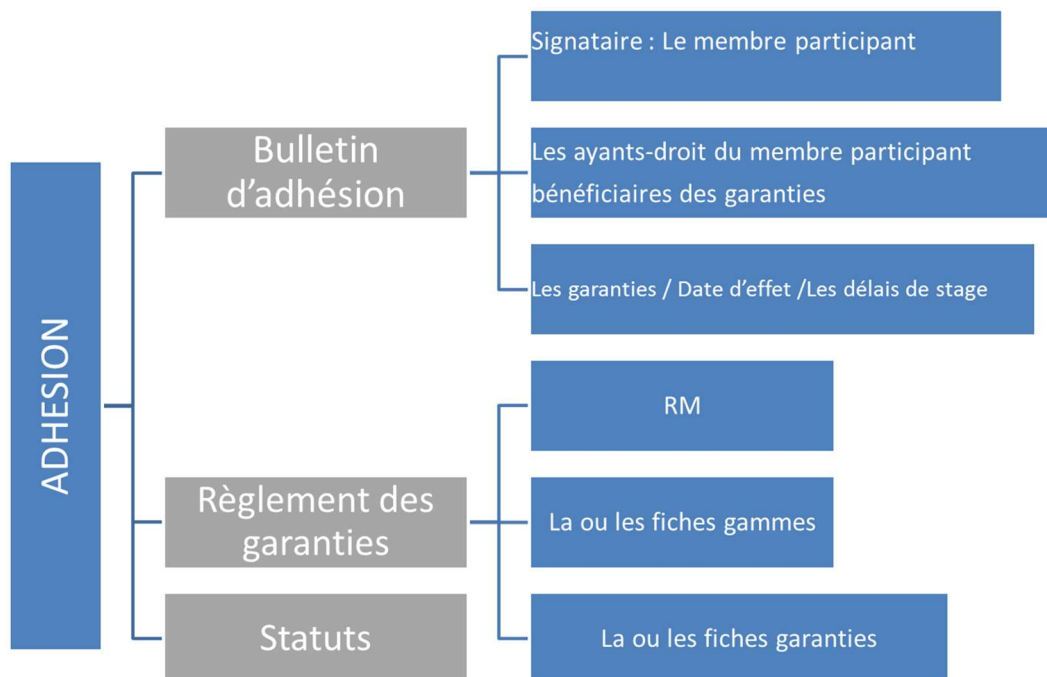 ADHESION
Bulletin
d’adhésion
Signataire : Le membre participant
Les ayants-droit du membre participant
bénéficiaires des garanties
Les garanties / Date d’effet /Les délais de stage
Règlement des
garanties
RM
La ou les fiches gammes
La ou les fiches garanties
Statuts